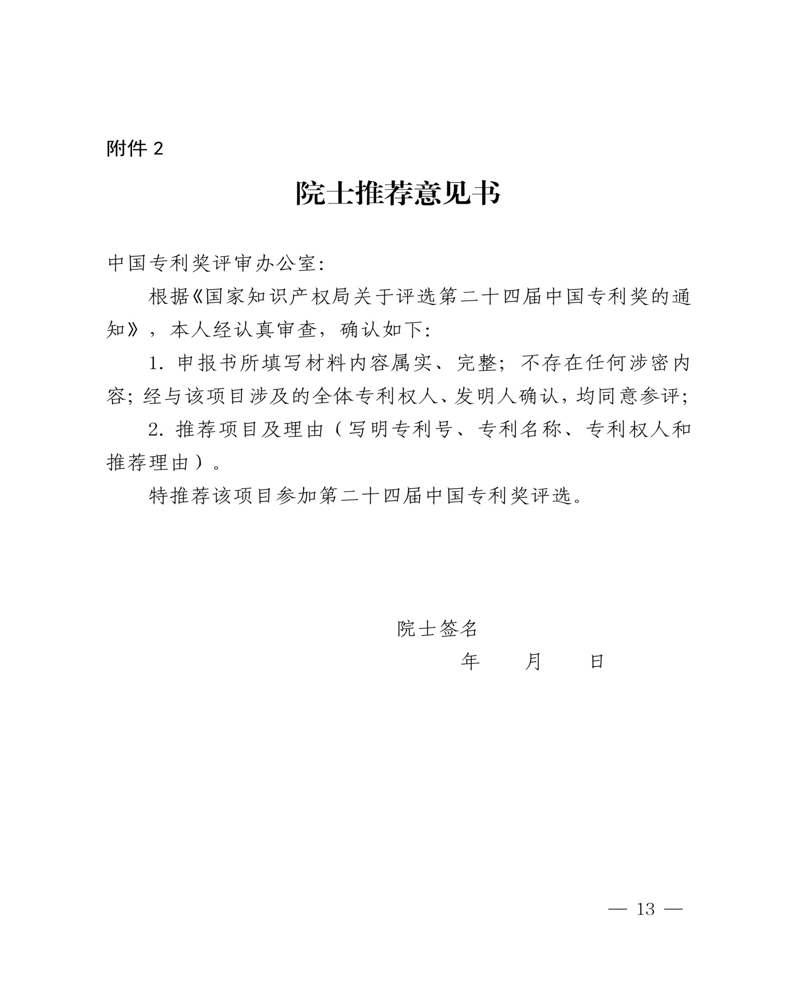 附件 2
院士推荐意见书
中国专利奖评审办公室：
根据《国家知识产权局关于评选第二十四届中国专利奖的通
知》，本人经认真审查，确认如下：
1. 申报书所填写材料内容属实、完整；不存在任何涉密内
容；经与该项目涉及的全体专利权人、发明人确认，均同意参评；
2. 推荐项目及理由（写明专利号、专利名称、专利权人和
推荐理由）。
特推荐该项目参加第二十四届中国专利奖评选。
院士签名
年 月 日
— 13 —